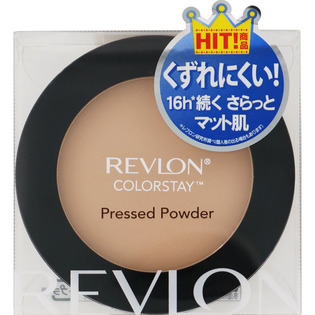 HIT!商品
くずれにくい!
16h*続く さらっと
マット肌
REVLON®
COLORSTAY™
Pressed Powder
REVLON